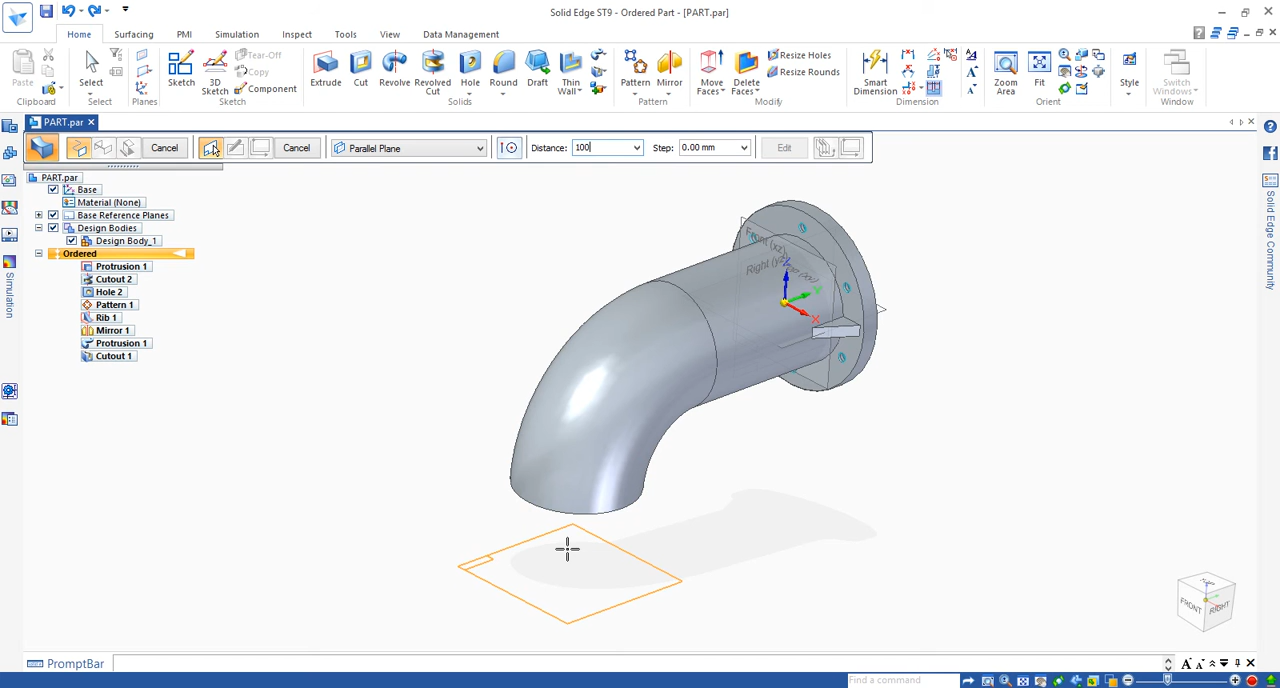 Solid Edge ST9 - Ordered Part - [PART.par]
Home Surfacing PMI Simulation Inspect Tools View Data Management
Paste
Clipboard
Select
Select
Planes
Sketch
3D Sketch
Tear-Off
Copy
Component
Sketch
Extrude
Cut
Revolve
Revolved Cut
Hole
Round
Draft
Thin Wall
Solids
Pattern
Mirror
Pattern
Move Faces
Delete Faces
Resize Holes
Resize Rounds
Modify
Smart Dimension
Dimension
Zoom Area
Fit
Orient
Style
Switch Windows
Window
PART.par
Cancel
Cancel
Parallel Plane
Distance: 100
Step: 0.00 mm
Edit
PART.par
Base
Material (None)
Base Reference Planes
Design Bodies
Design Body_1
Ordered
Protrusion 1
Cutout 2
Hole 2
Pattern 1
Rib 1
Mirror 1
Protrusion 1
Cutout 1
Simulation
Solid Edge Community
Front (xz)
X
FRONT
RIGHT
PromptBar
Find a command